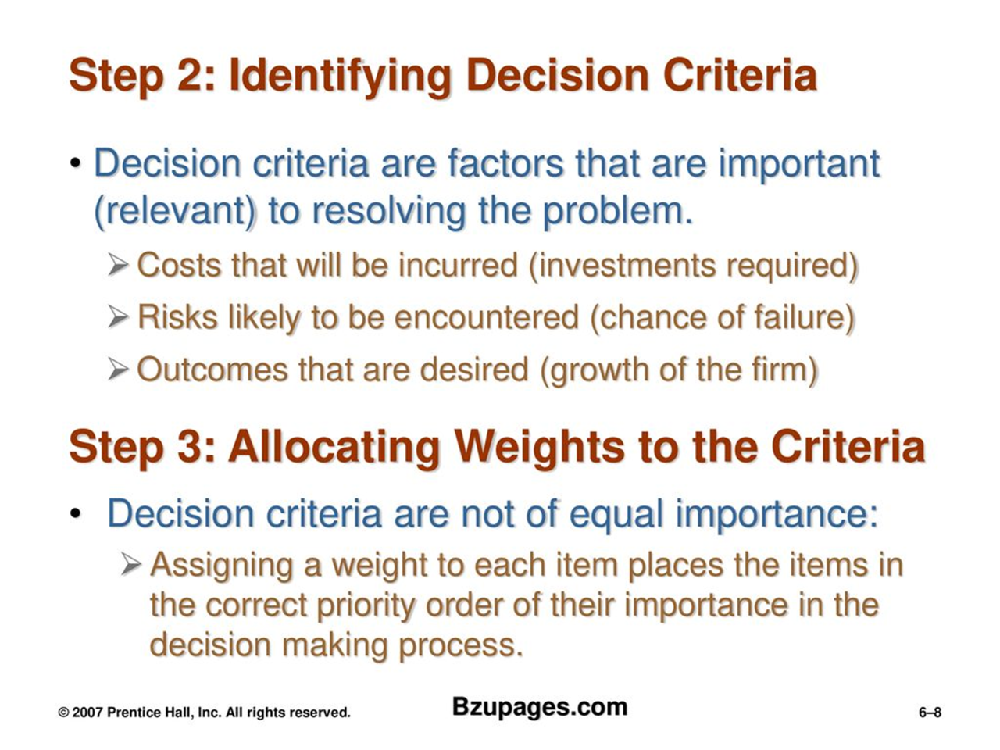 Step 2: Identifying Decision Criteria
• Decision criteria are factors that are important
(relevant) to resolving the problem.
➢ Costs that will be incurred (investments required)
➢ Risks likely to be encountered (chance of failure)
➢ Outcomes that are desired (growth of the firm)
Step 3: Allocating Weights to the Criteria
• Decision criteria are not of equal importance:
➢ Assigning a weight to each item places the items in
the correct priority order of their importance in the
decision making process.
© 2007 Prentice Hall, Inc. All rights reserved.
Bzupages.com
6–8